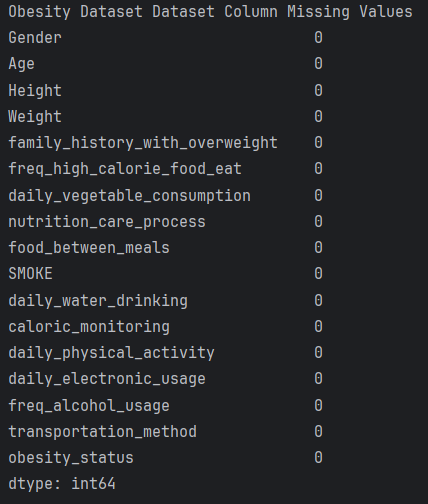 Obesity Dataset Dataset Column Missing Values
Gender 0
Age 0
Height 0
Weight 0
family_history_with_overweight 0
freq_high_calorie_food_eat 0
daily_vegetable_consumption 0
nutrition_care_process 0
food_between_meals 0
SMOKE 0
daily_water_drinking 0
caloric_monitoring 0
daily_physical_activity 0
daily_electronic_usage 0
freq_alcohol_usage 0
transportation_method 0
obesity_status 0
dtype: int64